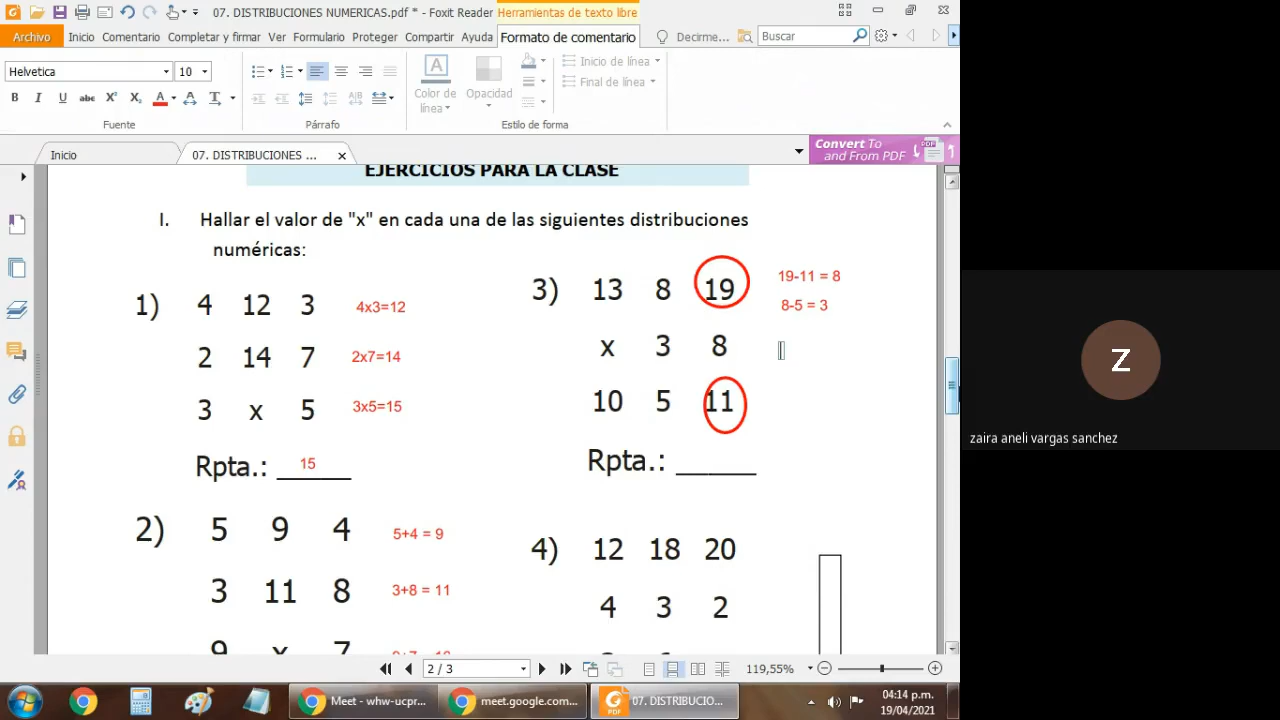 07. DISTRIBUCIONES NUMERICAS.pdf * - Foxit Reader
Herramientas de texto libre
Archivo Inicio Comentario Completar y firmar Ver Formulario Proteger Compartir Ayuda Formato de comentario Decirme... Buscar
Helvetica 10
Color de línea Opacidad
Inicio de línea
Final de línea
Fuente Párrafo Estilo de forma
Inicio 07. DISTRIBUCIONES ...
Convert To
and From PDF
EJERCICIOS PARA LA CLASE
I. Hallar el valor de "x" en cada una de las siguientes distribuciones
numéricas:
1) 4 12 3 4x3=12
2 14 7 2x7=14
3 x 5 3x5=15
Rpta.: 15
2) 5 9 4 5+4 = 9
3 11 8 3+8 = 11
9 x 7
3) 13 8 19 19-11 = 8
8-5 = 3
x 3 8
10 5 11
Rpta.: ______
4) 12 18 20
4 3 2
zaira aneli vargas sanchez
Z
2 / 3
119,55%
Meet - whw-ucpr...
meet.google.com...
07. DISTRIBUCIO...
04:14 p.m.
19/04/2021